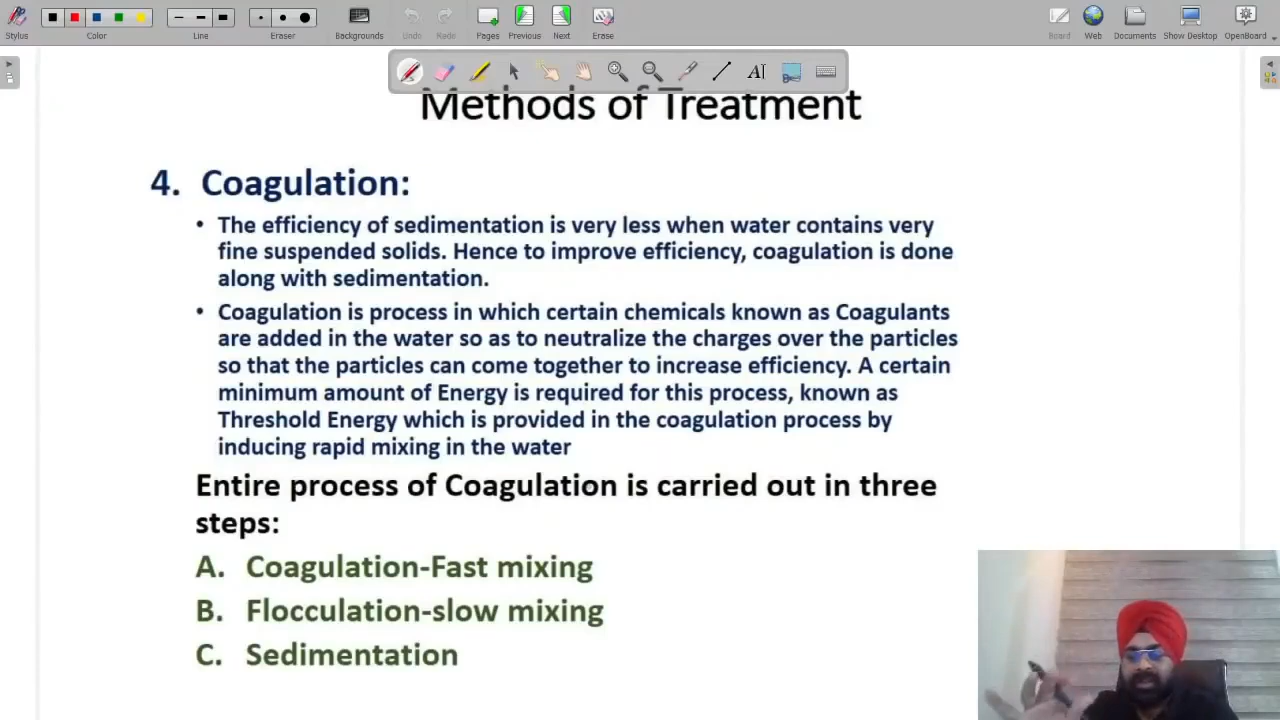 Stylus
Color
Line
Eraser
Backgrounds
Undo
Redo
Pages
Previous
Next
Erase
Board
Web
Documents
Show Desktop
OpenBoard
Methods of Treatment
4. Coagulation:
• The efficiency of sedimentation is very less when water contains very
fine suspended solids. Hence to improve efficiency, coagulation is done
along with sedimentation.
• Coagulation is process in which certain chemicals known as Coagulants
are added in the water so as to neutralize the charges over the particles
so that the particles can come together to increase efficiency. A certain
minimum amount of Energy is required for this process, known as
Threshold Energy which is provided in the coagulation process by
inducing rapid mixing in the water
Entire process of Coagulation is carried out in three
steps:
A. Coagulation-Fast mixing
B. Flocculation-slow mixing
C. Sedimentation